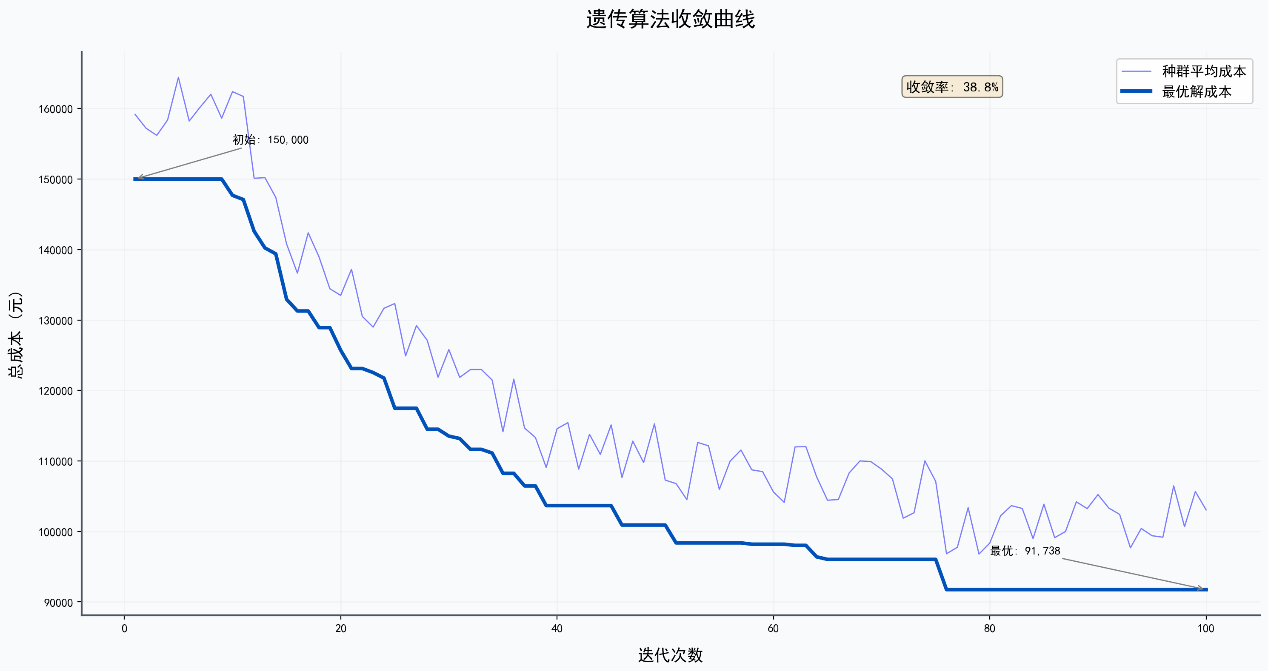 遗传算法收敛曲线
收敛率: 38.8%
种群平均成本
最优解成本
初始: 150,000
最优: 91,738
总成本 (元)
160000
150000
140000
130000
120000
110000
100000
90000
0
20
40
60
80
100
迭代次数